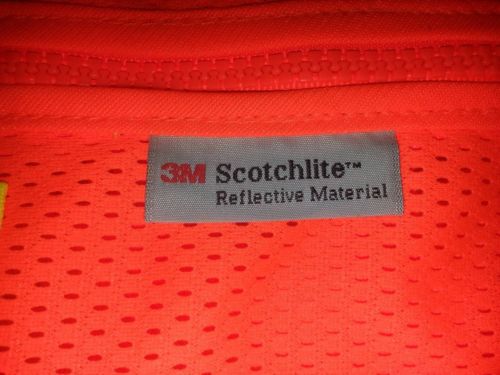 3M Scotchlite™
Reflective Material